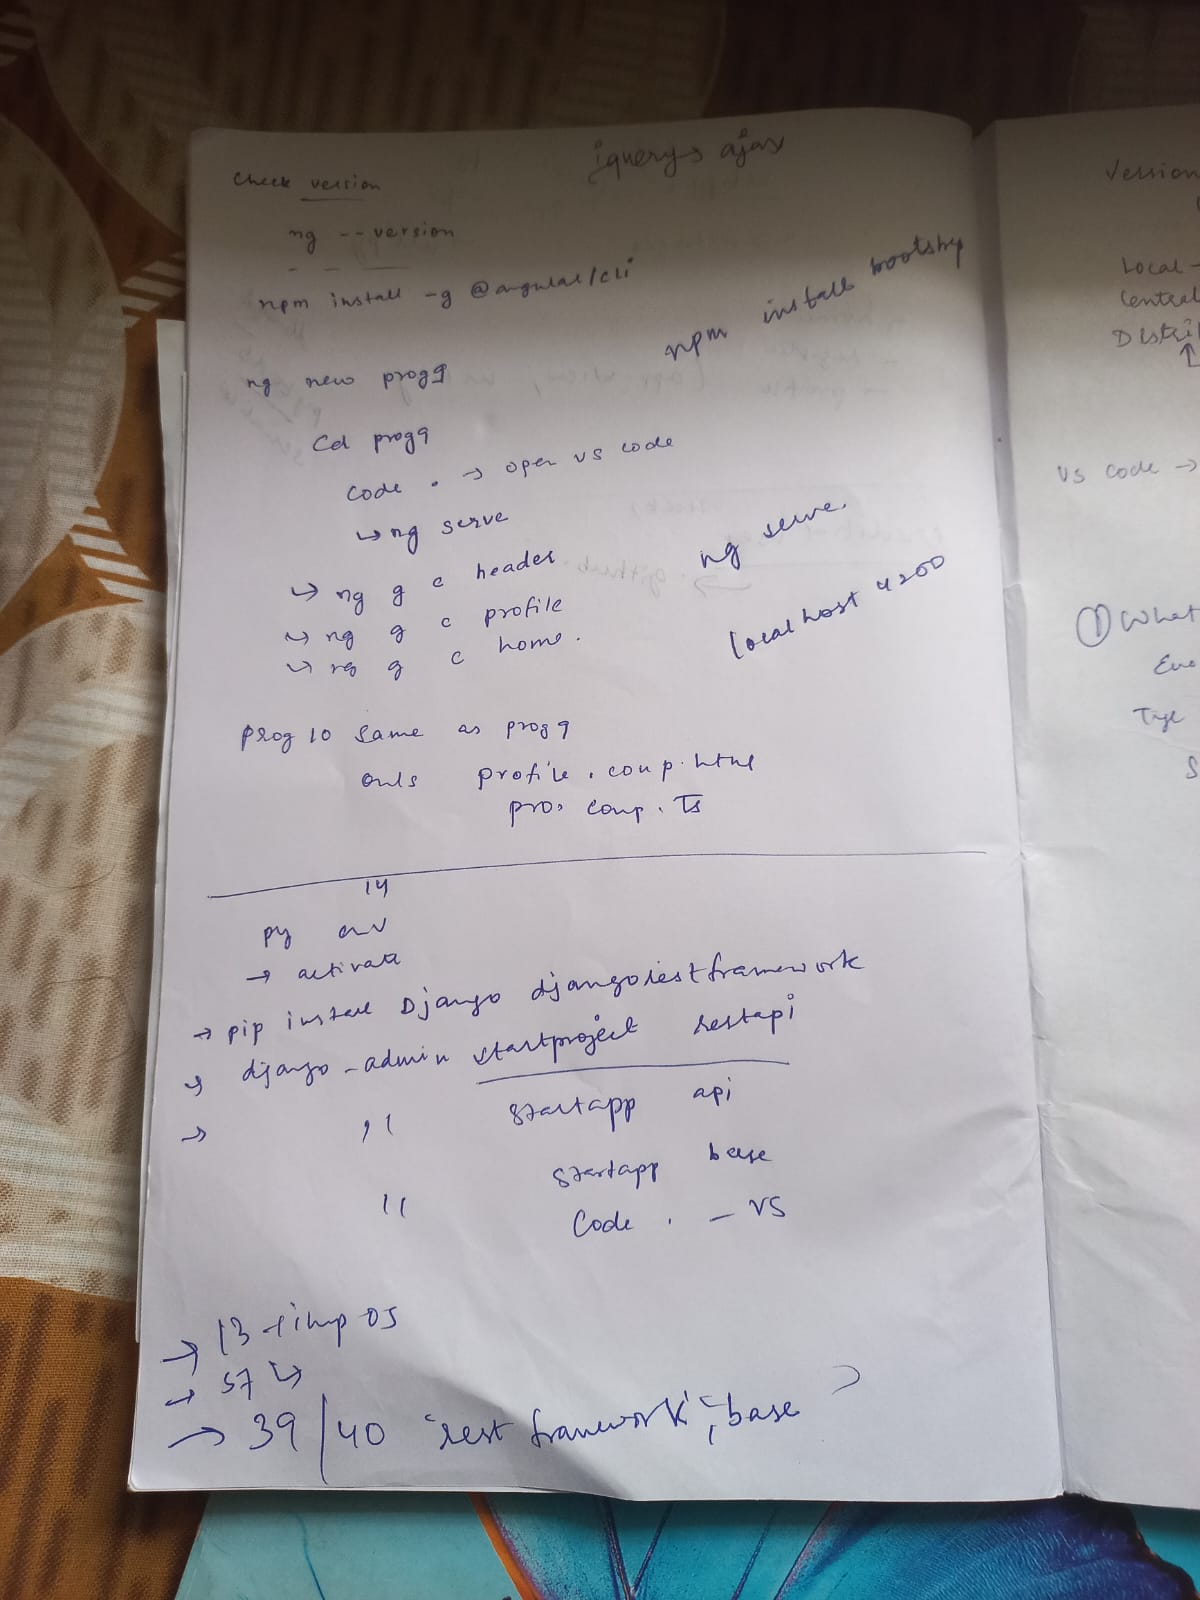 jquery → ajax
Check version
ng --version
npm install -g @angular/cli
npm install bootstrap
ng new prog9
Cd prog9
Code . → open vs code
↳ ng serve
ng serve.
→ ng g c header
→ ng g c profile
→ ng g c home.
localhost 4200
prog 10 same as prog 9
only profile . comp. html
pro. comp . Ts
14
py env
→ activate
→ pip install Django djangorestframework
→ django-admin startproject restapi
→ " startapp api
startapp base
" Code . - VS
→ 13 → imp os
→ 57 ↳
→ 39/40 'rest framework', 'base'
Version
Local -
Central
Distri
↑
VS code →
① What
Type
S